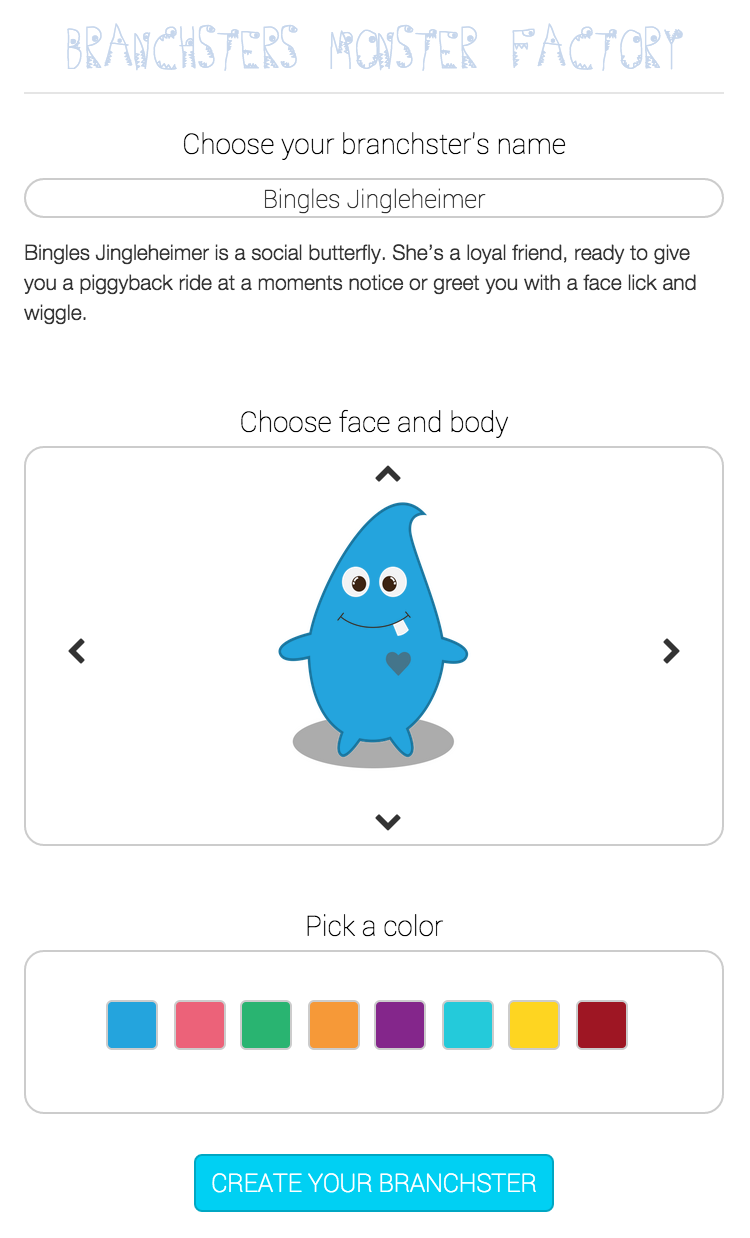 BRANCHSTERS MONSTER FACTORY
Choose your branchster's name
Bingles Jingleheimer
Bingles Jingleheimer is a social butterfly. She's a loyal friend, ready to give
you a piggyback ride at a moments notice or greet you with a face lick and
wiggle.
Choose face and body
Pick a color
CREATE YOUR BRANCHSTER